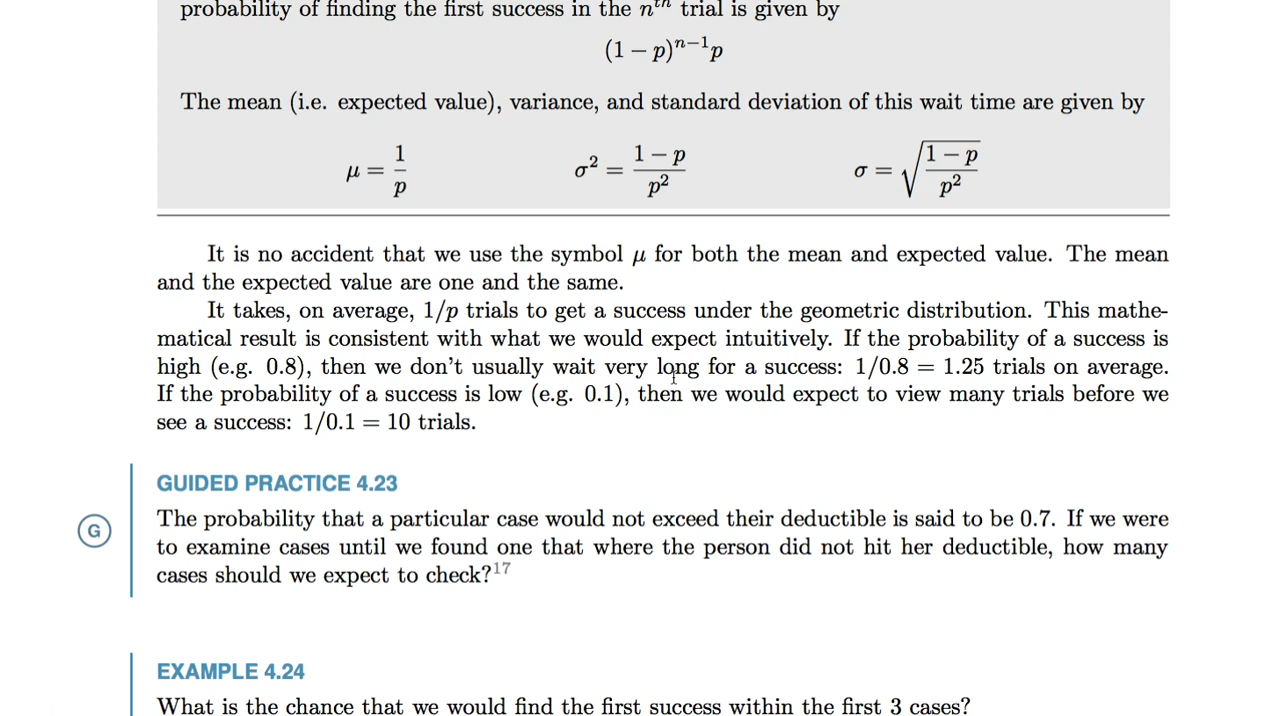 probability of finding the first success in the nᵗʰ trial is given by
(1 − p)ⁿ⁻¹p
The mean (i.e. expected value), variance, and standard deviation of this wait time are given by
μ = 1/p    σ² = (1 − p)/p²    σ = √((1 − p)/p²)
It is no accident that we use the symbol μ for both the mean and expected value. The mean
and the expected value are one and the same.
It takes, on average, 1/p trials to get a success under the geometric distribution. This mathe-
matical result is consistent with what we would expect intuitively. If the probability of a success is
high (e.g. 0.8), then we don't usually wait very long for a success: 1/0.8 = 1.25 trials on average.
If the probability of a success is low (e.g. 0.1), then we would expect to view many trials before we
see a success: 1/0.1 = 10 trials.
GUIDED PRACTICE 4.23
G
The probability that a particular case would not exceed their deductible is said to be 0.7. If we were
to examine cases until we found one that where the person did not hit her deductible, how many
cases should we expect to check?¹⁷
EXAMPLE 4.24
What is the chance that we would find the first success within the first 3 cases?